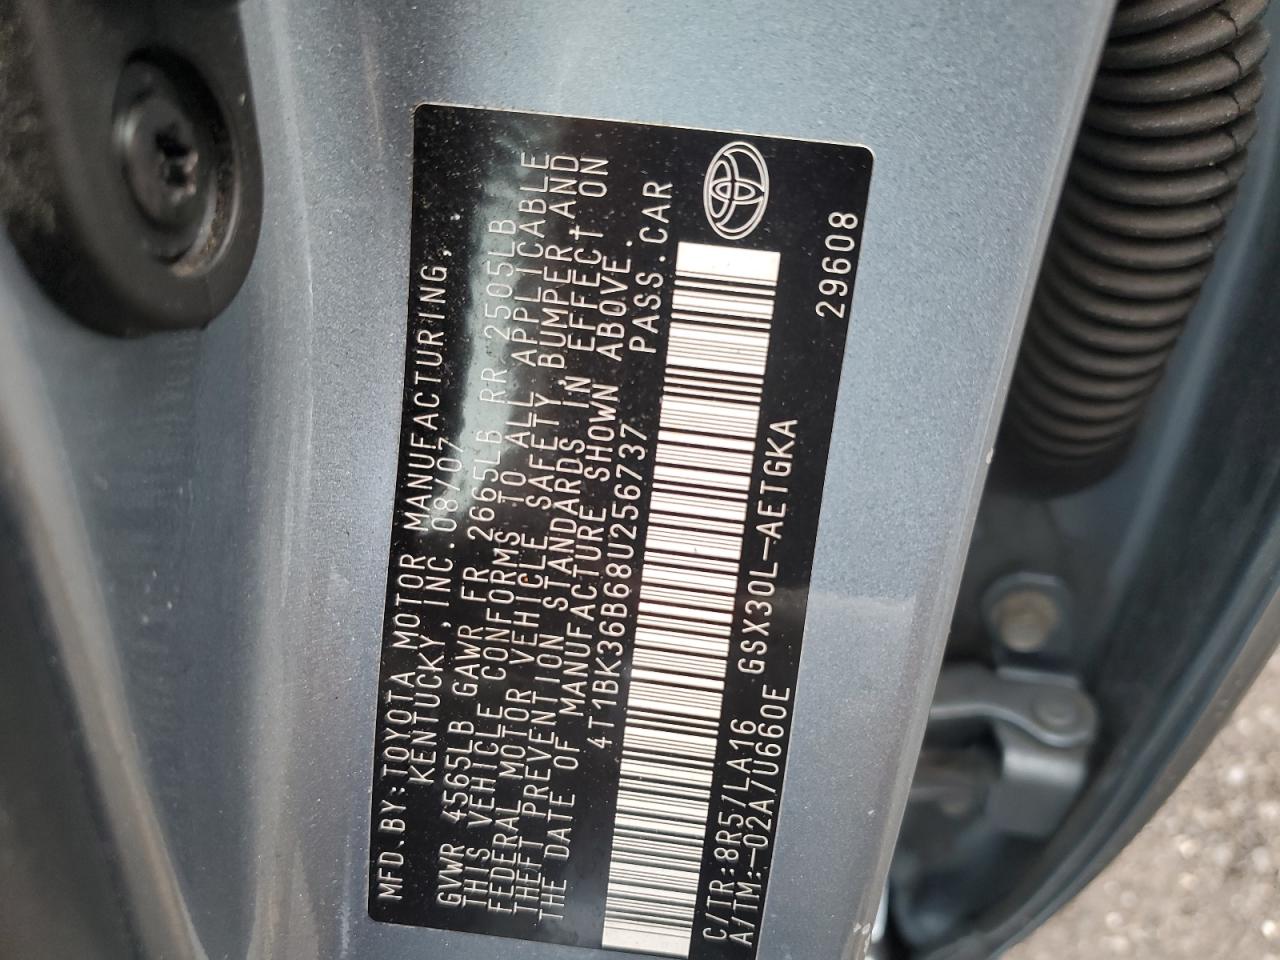 MFD.BY:TOYOTA MOTOR MANUFACTURING,
KENTUCKY,INC.08/07
GVWR 4565LB GAWR FR 2665LB RR 2505LB
THIS VEHICLE CONFORMS TO ALL APPLICABLE
FEDERAL MOTOR VEHICLE SAFETY BUMPER,AND
THEFT PREVENTION STANDARDS IN EFFECT ON
THE DATE OF MANUFACTURE SHOWN ABOVE.
4T1BK36B68U256737 PASS.CAR
C/TR:8R57LA16 GSX30L-AETGKA
A/TM:-02A/U660E
29608